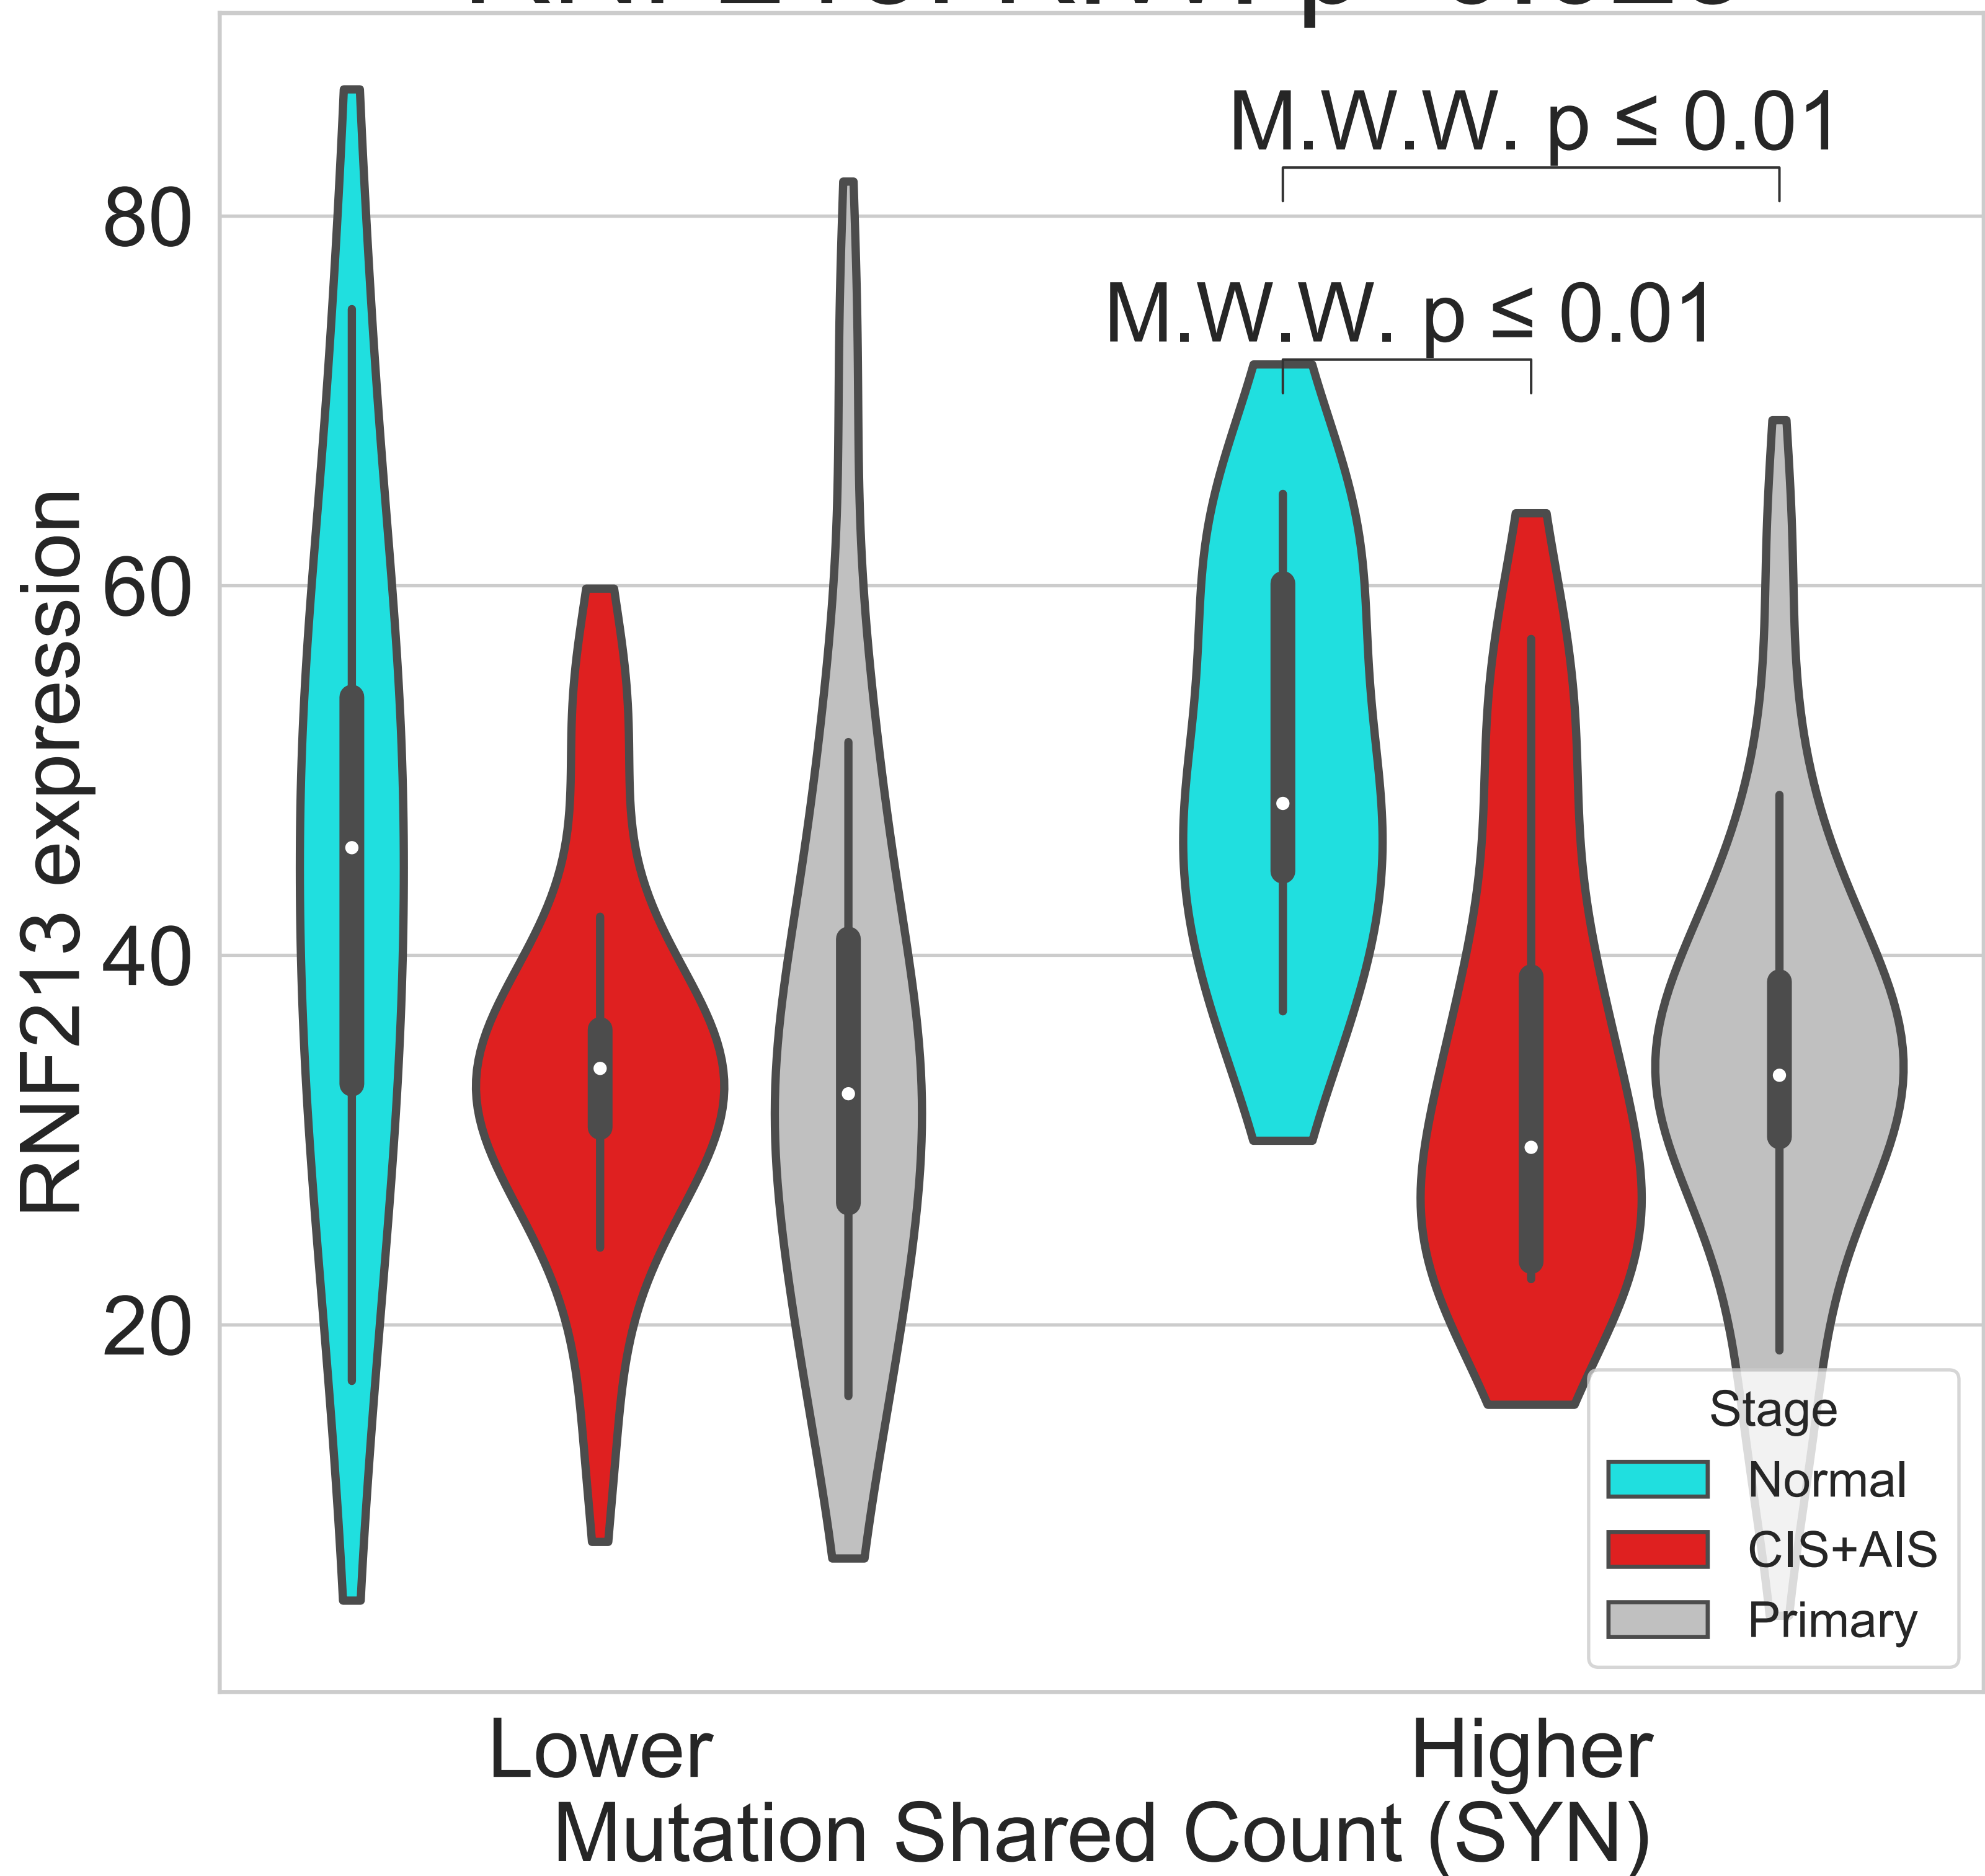 M.W.W. p ≤ 0.01
M.W.W. p ≤ 0.01
80
60
40
20
RNF213 expression
Stage
Normal
CIS+AIS
Primary
Lower
Higher
Mutation Shared Count (SYN)